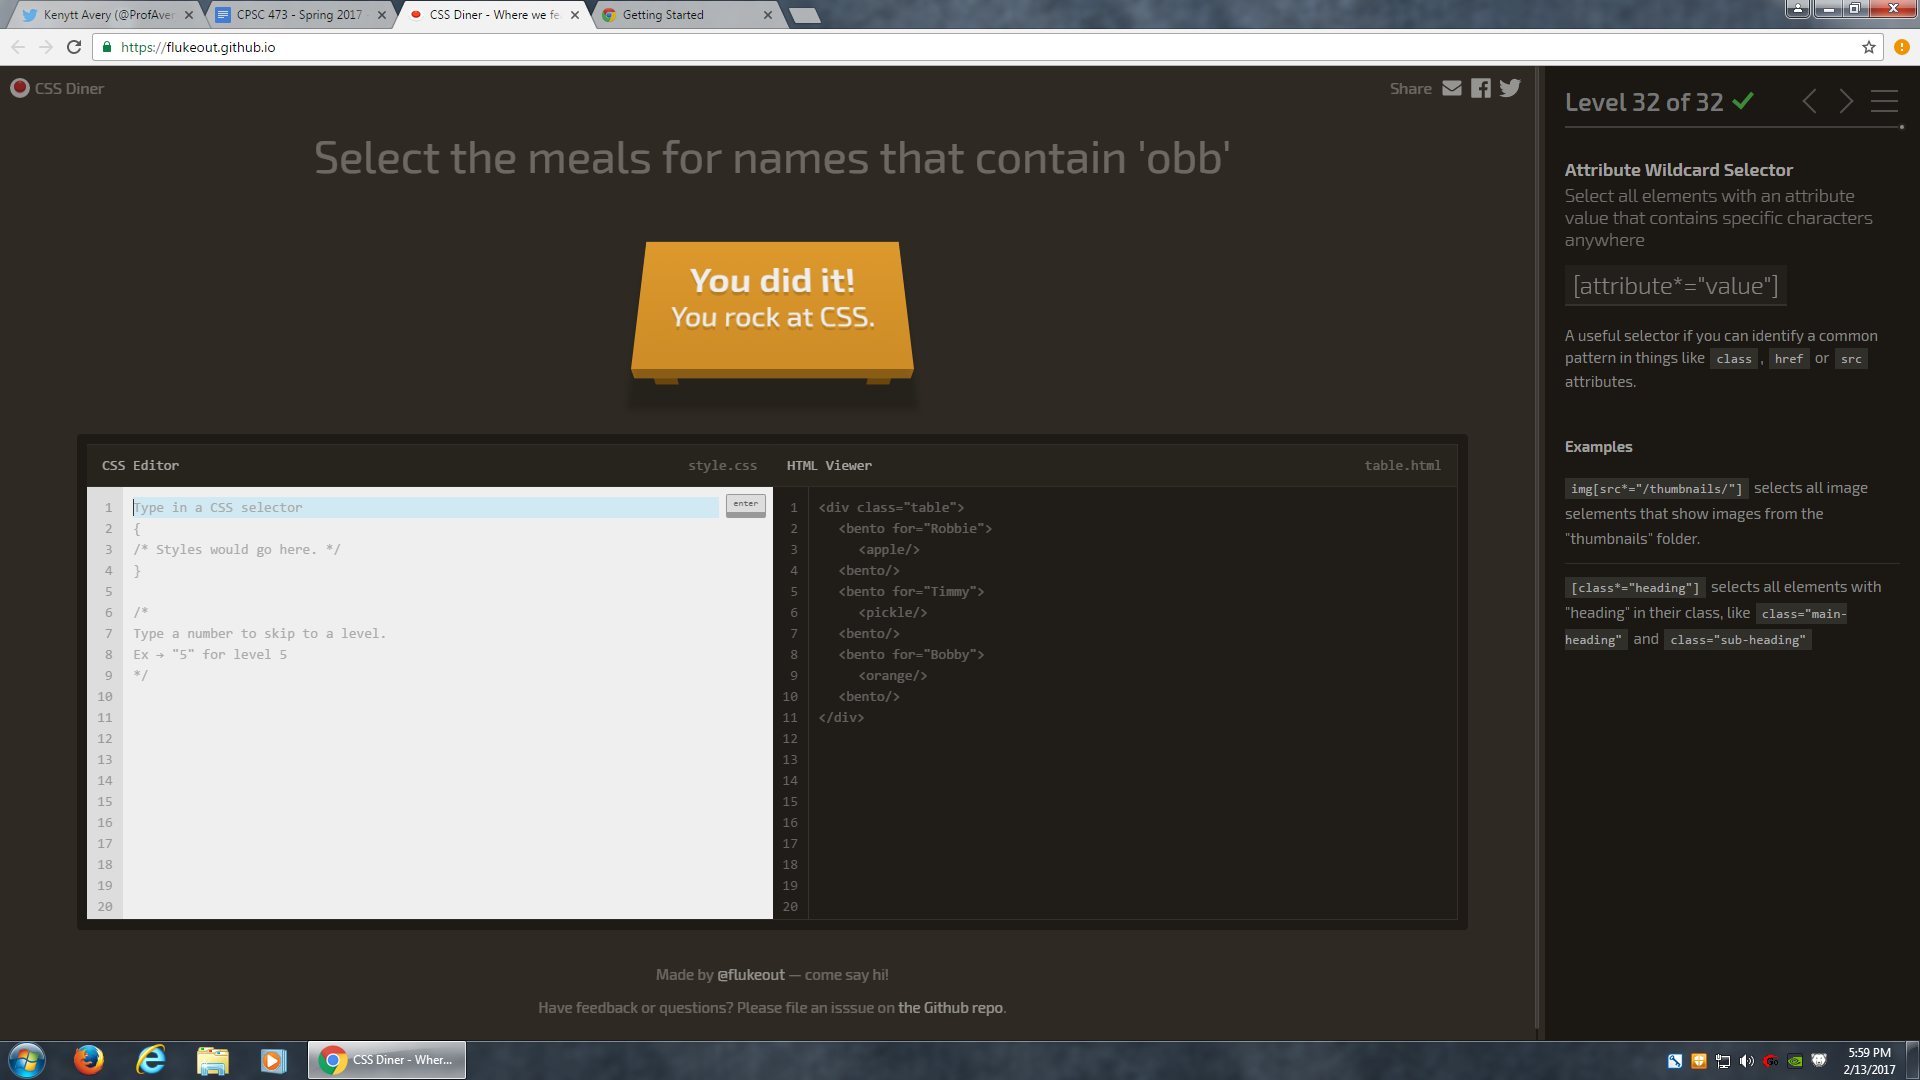 Kenytt Avery (@ProfAver
CPSC 473 - Spring 2017
CSS Diner - Where we fe
Getting Started
https://flukeout.github.io
CSS Diner
Share
Select the meals for names that contain 'obb'
You did it!
You rock at CSS.
CSS Editor
style.css
1 Type in a CSS selector
enter
2 {
3 /* Styles would go here. */
4 }
5
6 /*
7 Type a number to skip to a level.
8 Ex → "5" for level 5
9 */
10
11
12
13
14
15
16
17
18
19
20
HTML Viewer
table.html
1 <div class="table">
2 <bento for="Robbie">
3 <apple/>
4 <bento/>
5 <bento for="Timmy">
6 <pickle/>
7 <bento/>
8 <bento for="Bobby">
9 <orange/>
10 <bento/>
11 </div>
12
13
14
15
16
17
18
19
20
Made by @flukeout — come say hi!
Have feedback or questions? Please file an isssue on the Github repo.
Level 32 of 32
Attribute Wildcard Selector
Select all elements with an attribute
value that contains specific characters
anywhere
[attribute*="value"]
A useful selector if you can identify a common
pattern in things like class , href or src
attributes.
Examples
img[src*="/thumbnails/"] selects all image
selements that show images from the
"thumbnails" folder.
[class*="heading"] selects all elements with
"heading" in their class, like class="main-
heading" and class="sub-heading"
CSS Diner - Wher...
5:59 PM
2/13/2017